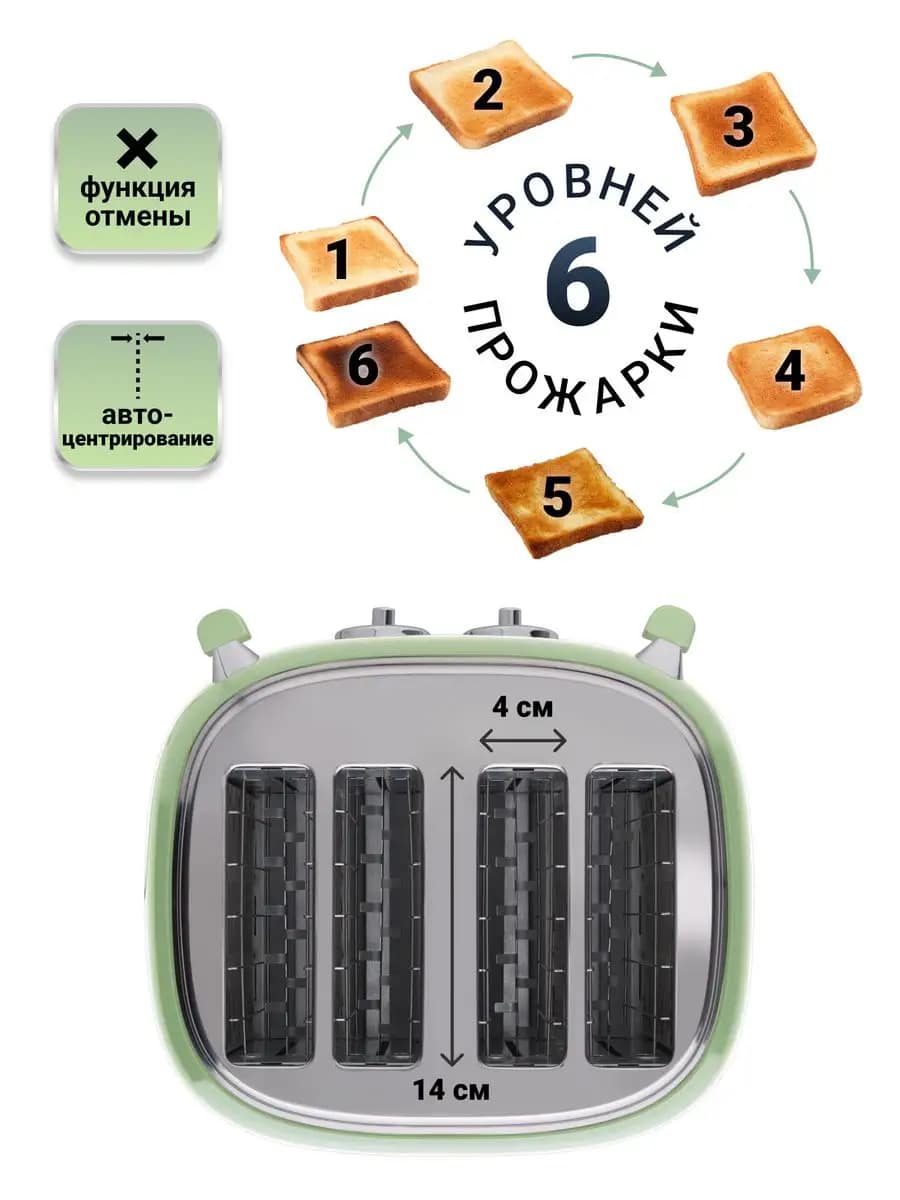 функция
отмены
авто-
центрирование
1
2
3
4
5
6
УРОВНЕЙ
6
ПРОЖАРКИ
4 см
14 см